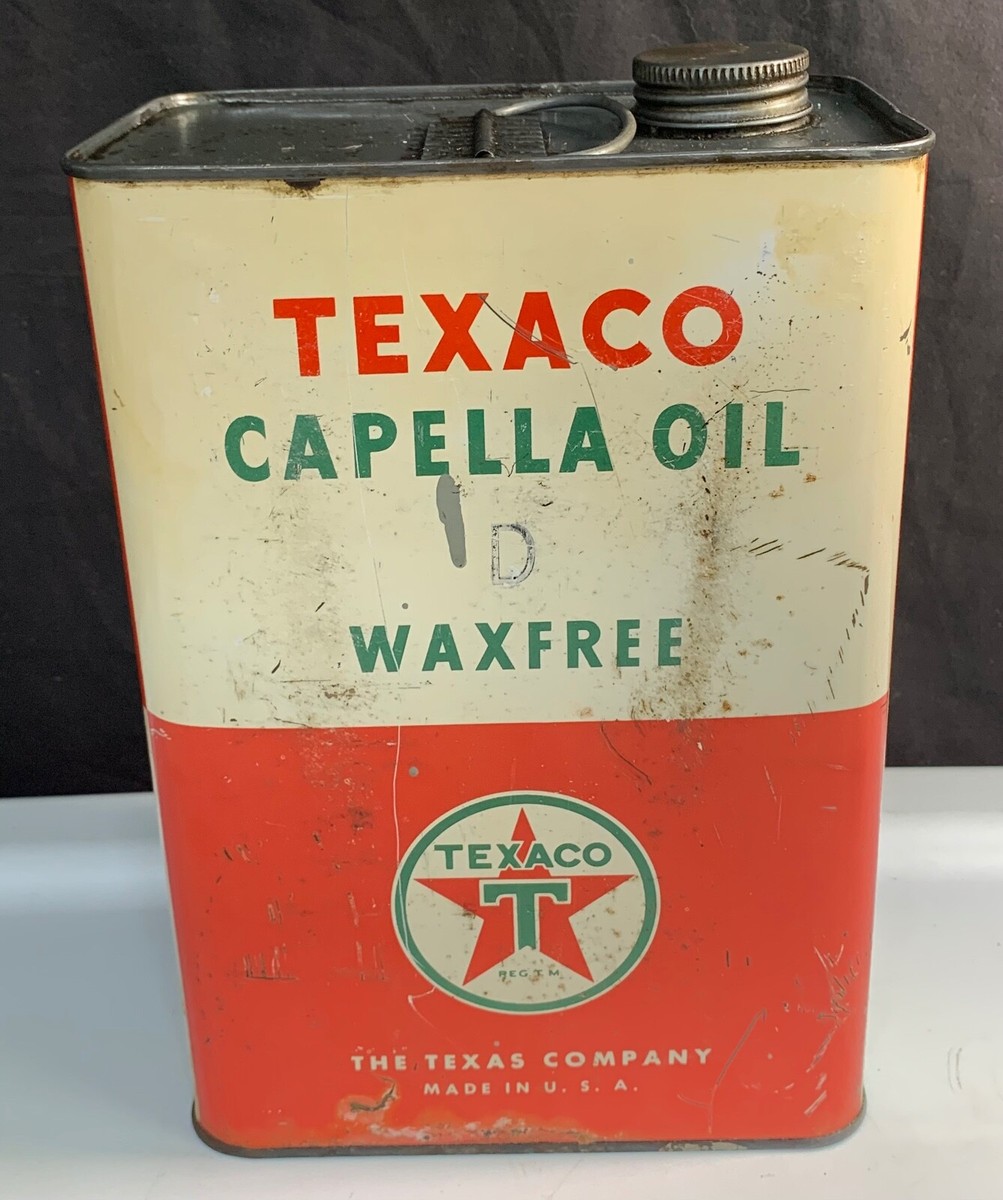 TEXACO
CAPELLA OIL
D
WAXFREE
TEXACO
T
REG. T. M.
THE TEXAS COMPANY
MADE IN U. S. A.